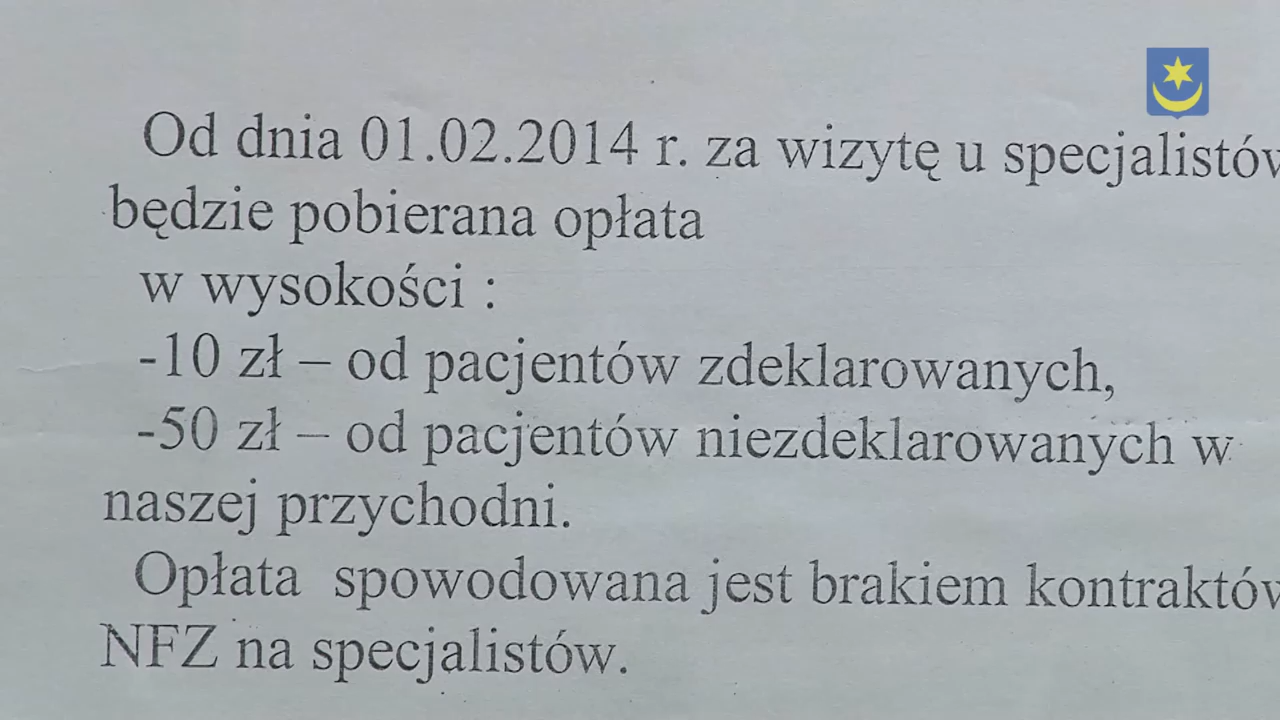 Od dnia 01.02.2014 r. za wizytę u specjalistów
będzie pobierana opłata
w wysokości :
-10 zł – od pacjentów zdeklarowanych,
-50 zł – od pacjentów niezdeklarowanych w
naszej przychodni.
Opłata spowodowana jest brakiem kontraktów
NFZ na specjalistów.